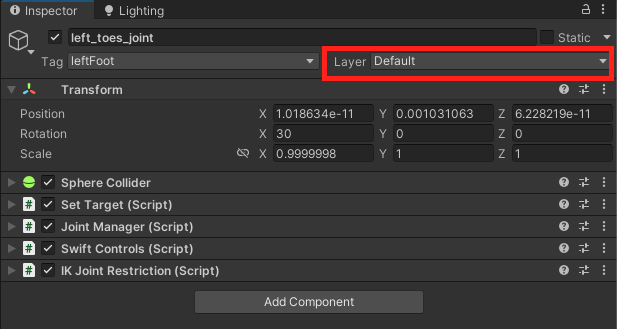 Inspector Lighting
left_toes_joint Static
Tag leftFoot Layer Default
Transform
Position X 1.018634e-11 Y 0.001031063 Z 6.228219e-11
Rotation X 30 Y 0 Z 0
Scale X 0.9999998 Y 1 Z 1
Sphere Collider
# Set Target (Script)
# Joint Manager (Script)
# Swift Controls (Script)
# IK Joint Restriction (Script)
Add Component